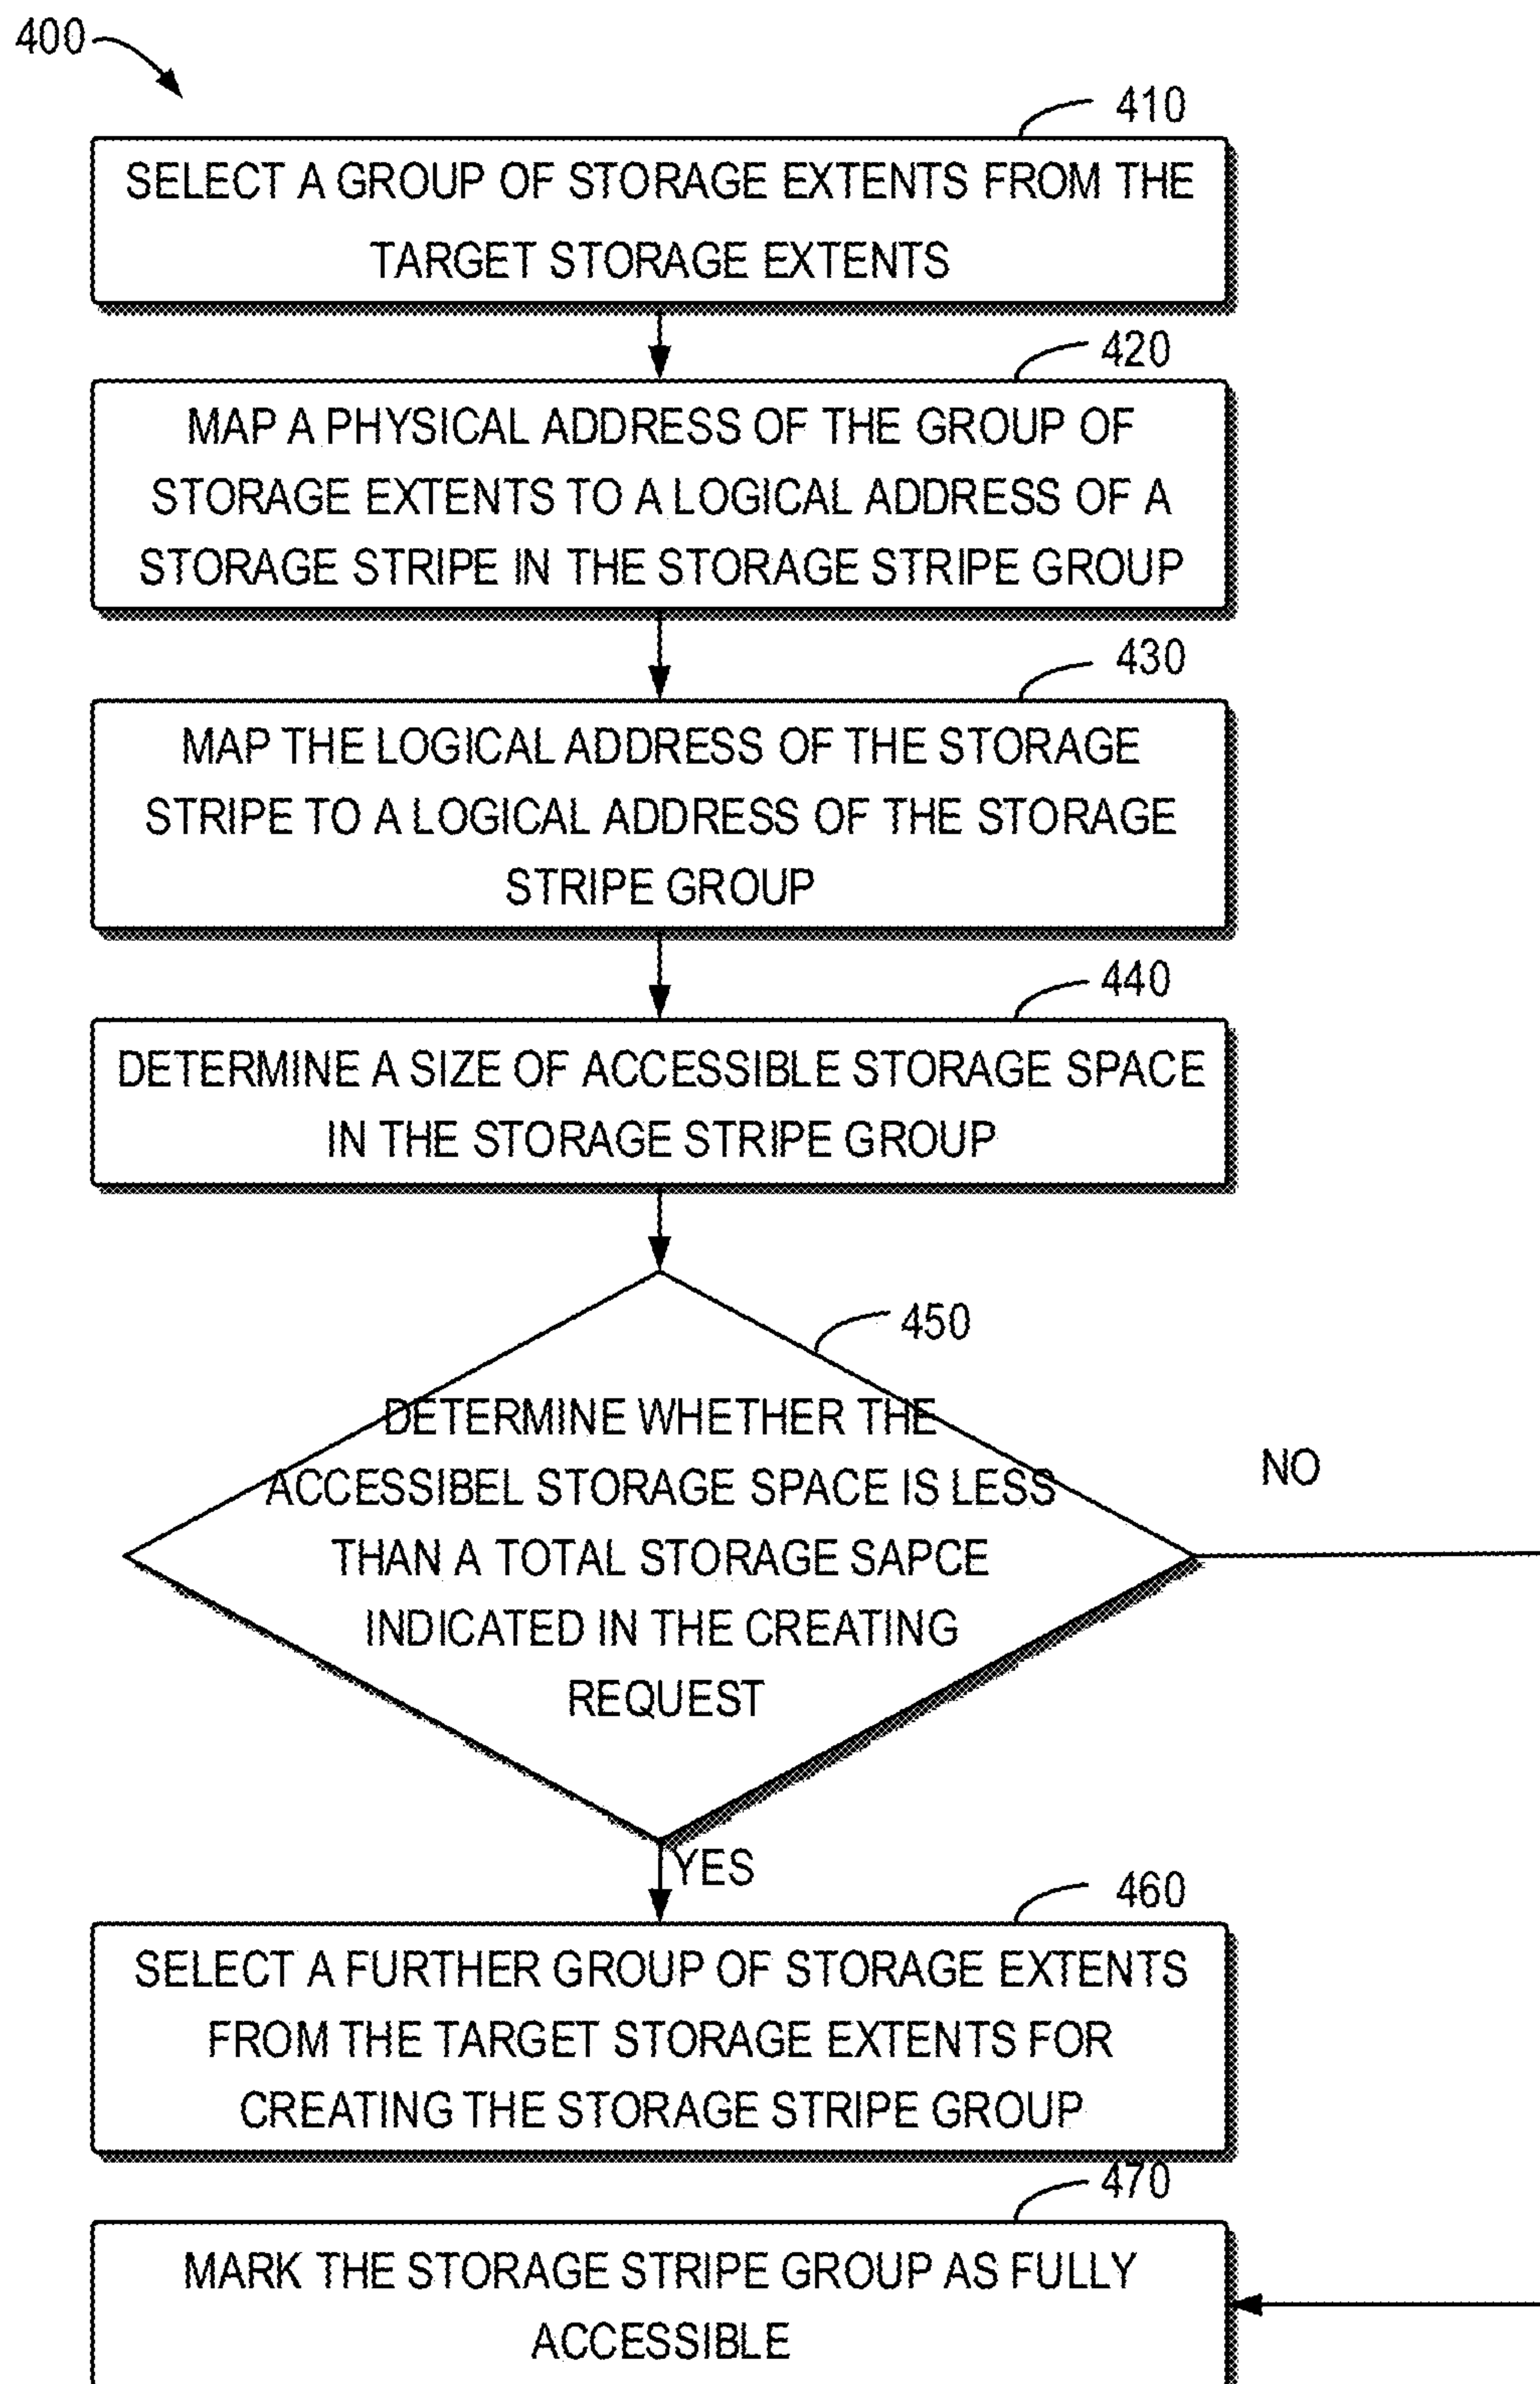 400
410
SELECT A GROUP OF STORAGE EXTENTS FROM THE
TARGET STORAGE EXTENTS
420
MAP A PHYSICAL ADDRESS OF THE GROUP OF
STORAGE EXTENTS TO A LOGICAL ADDRESS OF A
STORAGE STRIPE IN THE STORAGE STRIPE GROUP
430
MAP THE LOGICAL ADDRESS OF THE STORAGE
STRIPE TO A LOGICAL ADDRESS OF THE STORAGE
STRIPE GROUP
440
DETERMINE A SIZE OF ACCESSIBLE STORAGE SPACE
IN THE STORAGE STRIPE GROUP
450
DETERMINE WHETHER THE
ACCESSIBEL STORAGE SPACE IS LESS
THAN A TOTAL STORAGE SAPCE
INDICATED IN THE CREATING
REQUEST
NO
YES
460
SELECT A FURTHER GROUP OF STORAGE EXTENTS
FROM THE TARGET STORAGE EXTENTS FOR
CREATING THE STORAGE STRIPE GROUP
470
MARK THE STORAGE STRIPE GROUP AS FULLY
ACCESSIBLE